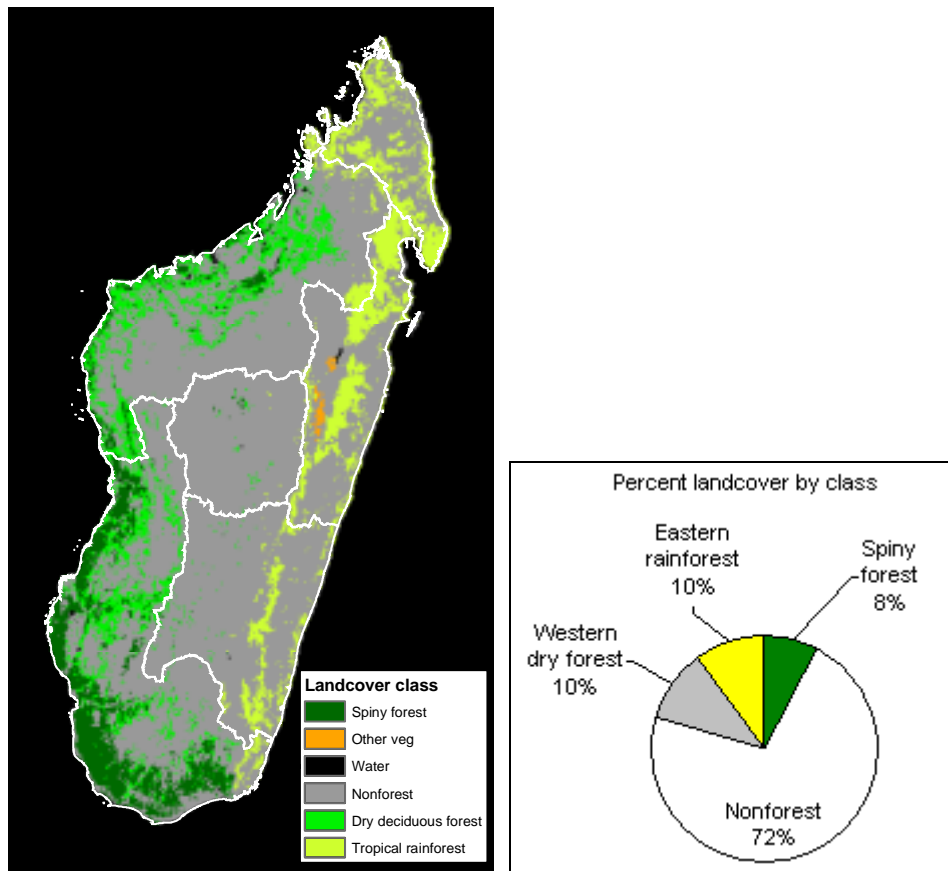 Landcover class
Spiny forest
Other veg
Water
Nonforest
Dry deciduous forest
Tropical rainforest
Percent landcover by class
Eastern
rainforest
10%
Spiny
forest
8%
Western
dry forest
10%
Nonforest
72%